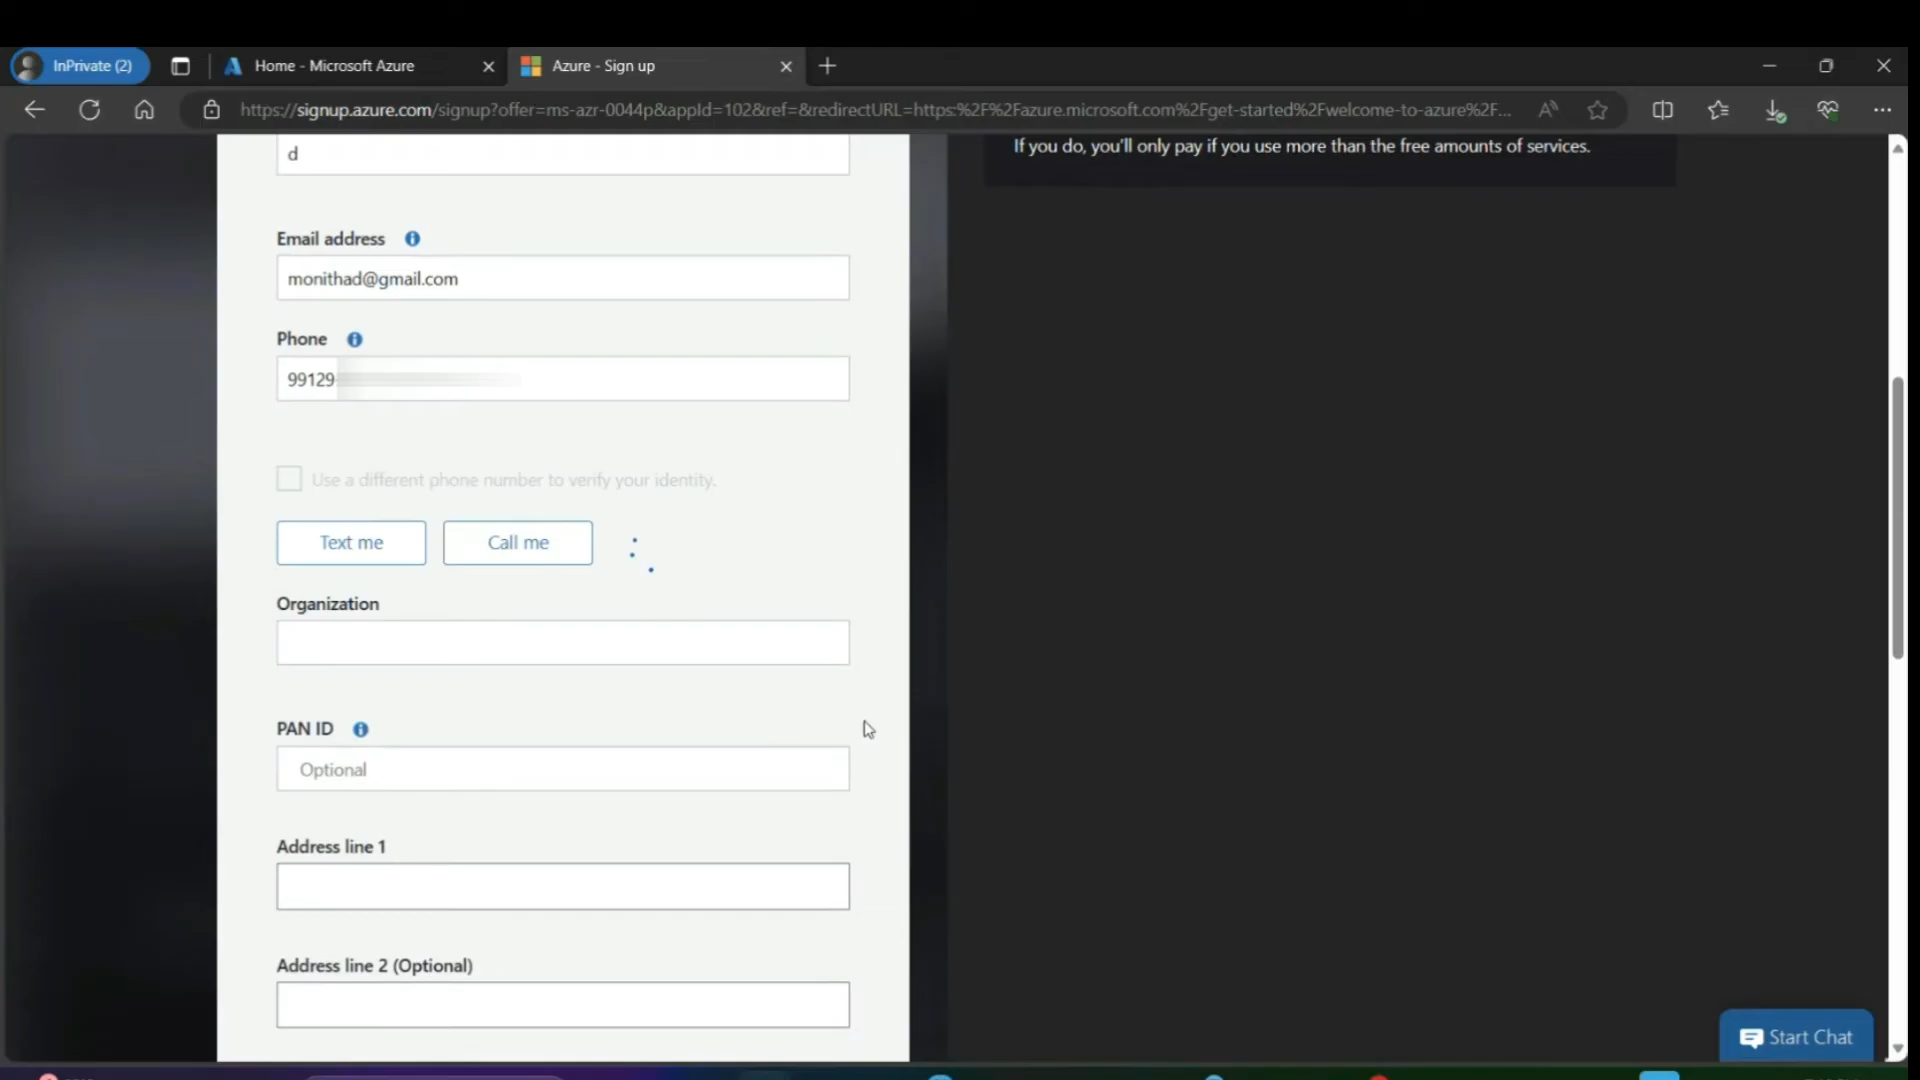 InPrivate (2)
Home - Microsoft Azure
Azure - Sign up
https://signup.azure.com/signup?offer=ms-azr-0044p&appId=102&ref=&redirectURL=https:%2F%2Fazure.microsoft.com%2Fget-started%2Fwelcome-to-azure%2F...
d
If you do, you'll only pay if you use more than the free amounts of services.
Email address
monithad@gmail.com
Phone
99129
Use a different phone number to verify your identity.
Text me
Call me
Organization
PAN ID
Optional
Address line 1
Address line 2 (Optional)
Start Chat